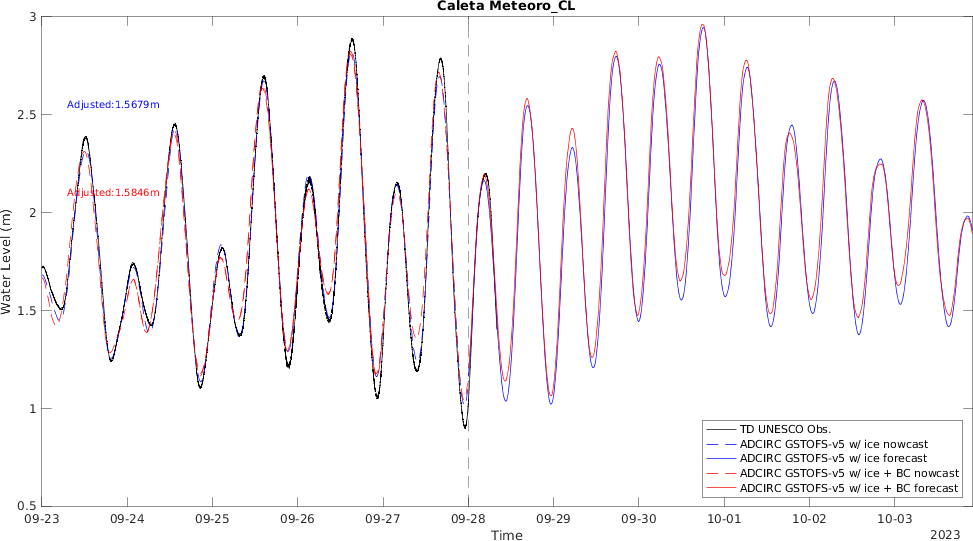 Caleta Meteoro_CL
3
2.5
2
1.5
1
0.5
Water Level (m)
Adjusted:1.5679m
Adjusted:1.5846m
TD UNESCO Obs.
ADCIRC GSTOFS-v5 w/ ice nowcast
ADCIRC GSTOFS-v5 w/ ice forecast
ADCIRC GSTOFS-v5 w/ ice + BC nowcast
ADCIRC GSTOFS-v5 w/ ice + BC forecast
09-23 09-24 09-25 09-26 09-27 09-28 09-29 09-30 10-01 10-02 10-03
Time
2023